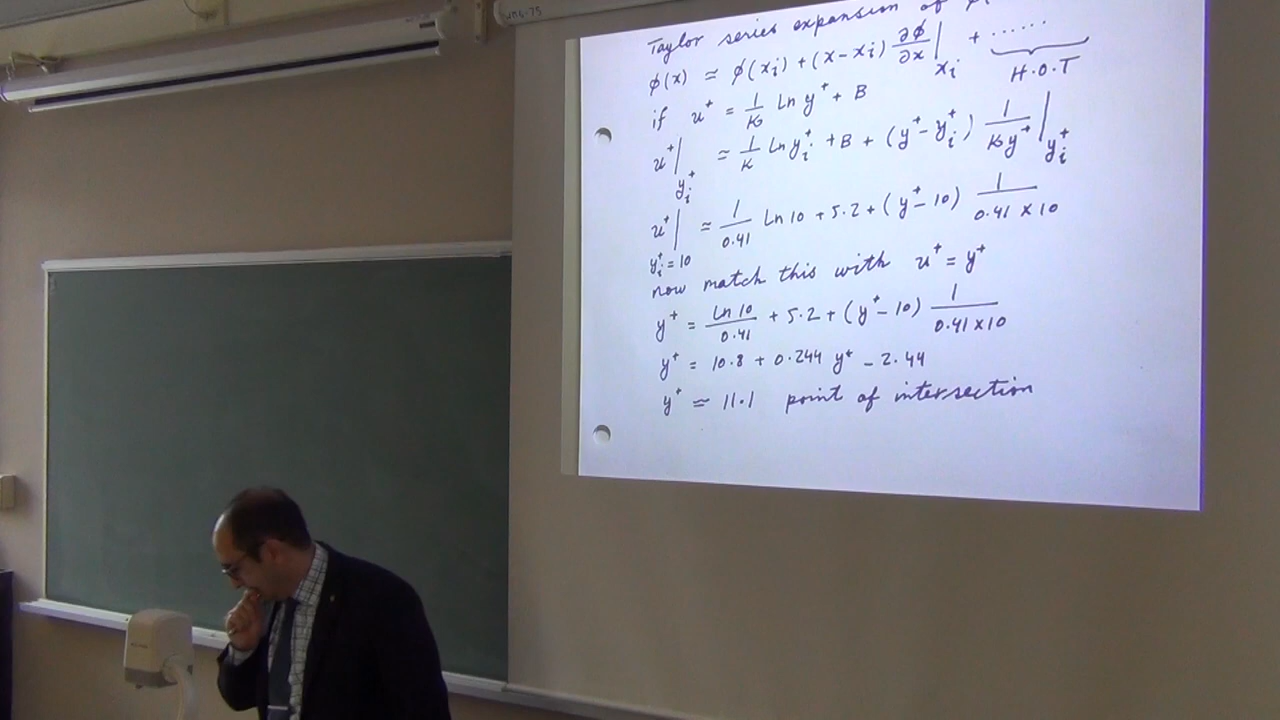 Taylor series expansion of
ϕ(x) ≃ ϕ(xᵢ) + (x-xᵢ) ∂ϕ/∂x |xᵢ + ......
H.O.T
if u⁺ = 1/κ Ln y⁺ + B
u⁺|yᵢ⁺ ≃ 1/κ Ln yᵢ⁺ + B + (y⁺-yᵢ⁺) 1/κy⁺ |yᵢ⁺
u⁺|yᵢ⁺=10 ≃ 1/0.41 Ln 10 + 5.2 + (y⁺-10) 1/0.41 × 10
now match this with u⁺ = y⁺
y⁺ = Ln 10/0.41 + 5.2 + (y⁺-10) 1/0.41 × 10
y⁺ = 10.8 + 0.244 y⁺ - 2.44
y⁺ ≈ 11.1 point of intersection